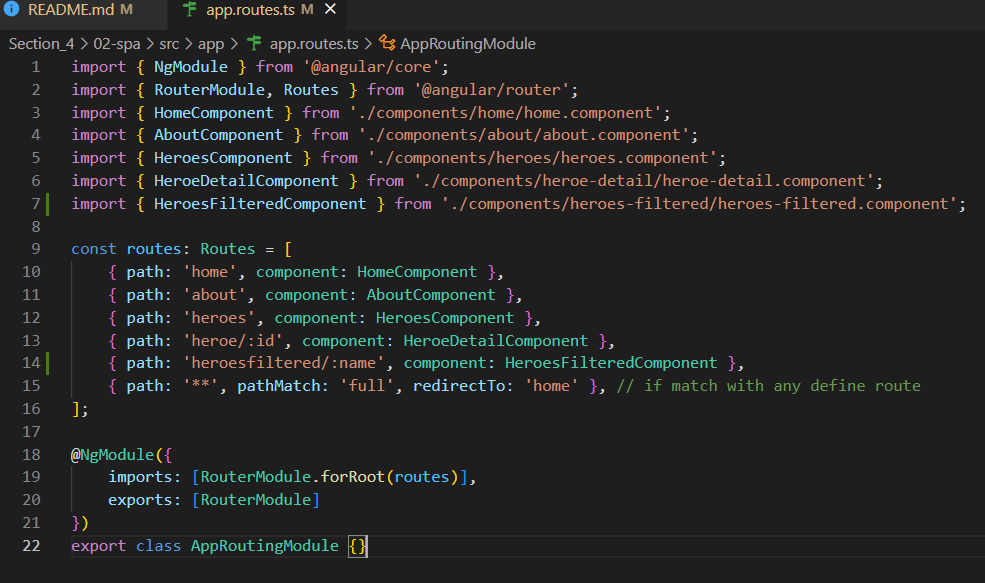 README.md M app.routes.ts M
Section_4 > 02-spa > src > app > app.routes.ts > AppRoutingModule
1 import { NgModule } from '@angular/core';
2 import { RouterModule, Routes } from '@angular/router';
3 import { HomeComponent } from './components/home/home.component';
4 import { AboutComponent } from './components/about/about.component';
5 import { HeroesComponent } from './components/heroes/heroes.component';
6 import { HeroeDetailComponent } from './components/heroe-detail/heroe-detail.component';
7 import { HeroesFilteredComponent } from './components/heroes-filtered/heroes-filtered.component';
8
9 const routes: Routes = [
10     { path: 'home', component: HomeComponent },
11     { path: 'about', component: AboutComponent },
12     { path: 'heroes', component: HeroesComponent },
13     { path: 'heroe/:id', component: HeroeDetailComponent },
14     { path: 'heroesfiltered/:name', component: HeroesFilteredComponent },
15     { path: '**', pathMatch: 'full', redirectTo: 'home' }, // if match with any define route
16 ];
17
18 @NgModule({
19     imports: [RouterModule.forRoot(routes)],
20     exports: [RouterModule]
21 })
22 export class AppRoutingModule {}